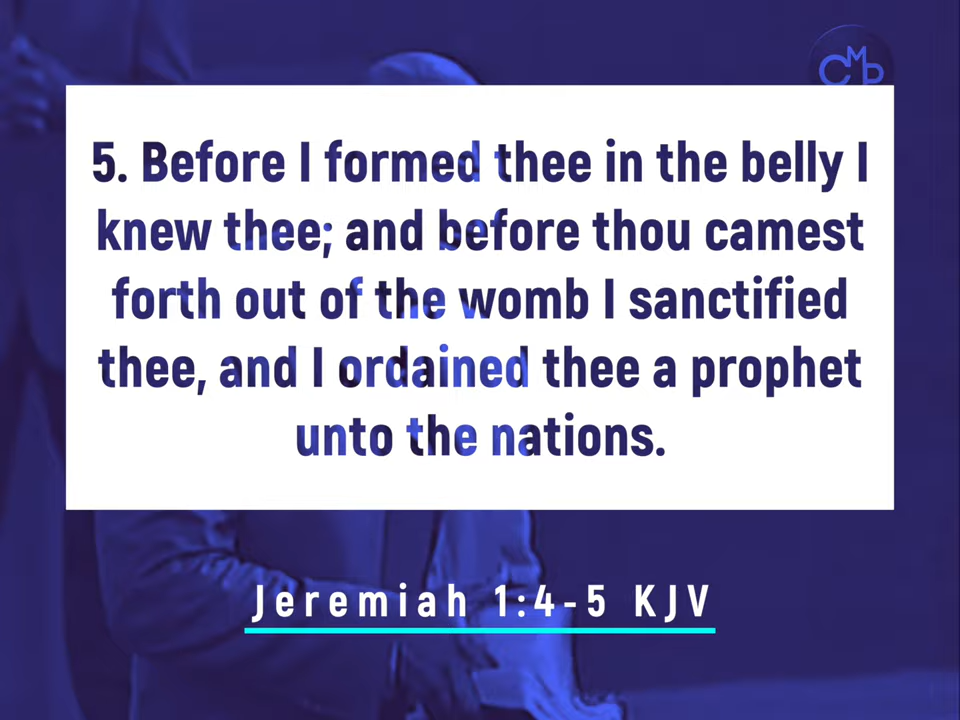 CMP
5. Before I formed thee in the belly I
knew thee; and before thou camest
forth out of the womb I sanctified
thee, and I ordained thee a prophet
unto the nations.
Jeremiah 1:4-5 KJV